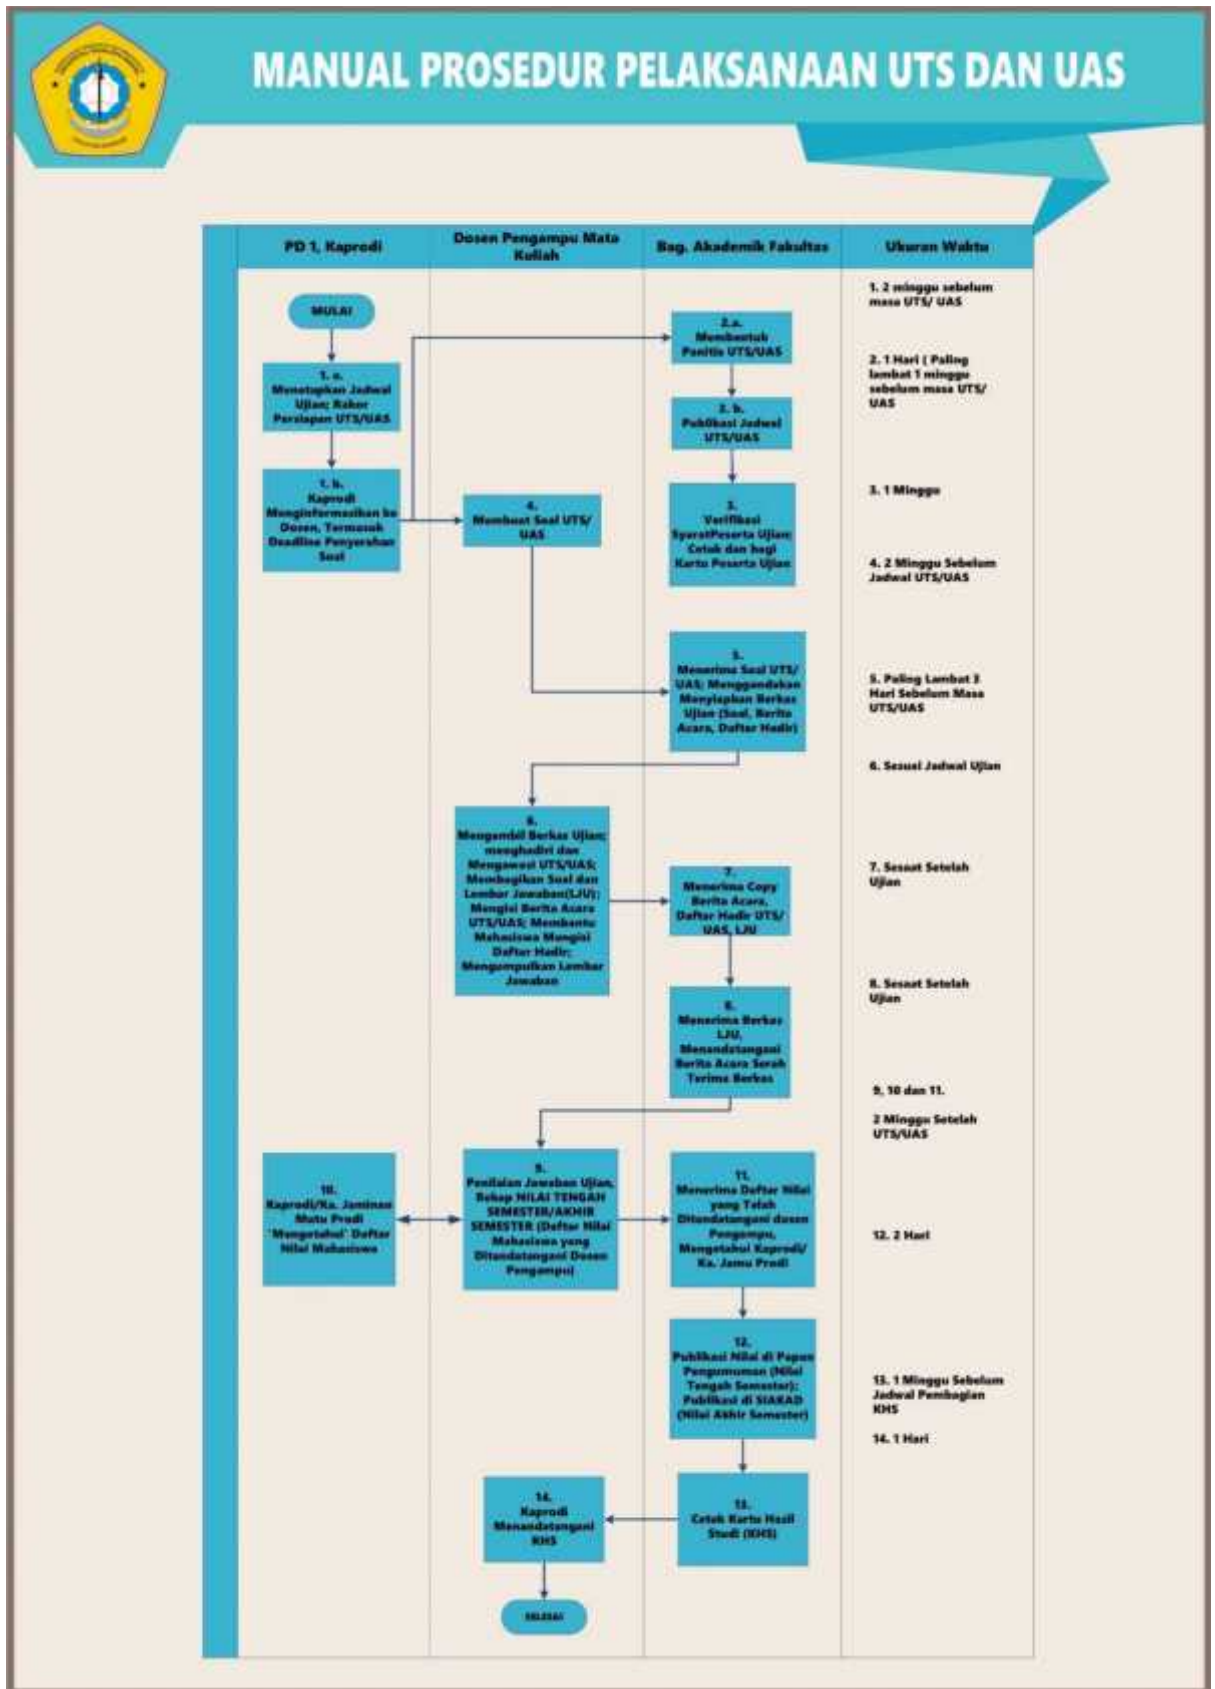 MANUAL PROSEDUR PELAKSANAAN UTS DAN UAS
PD 1, Kaprodi
Dosen Pengampu Mata
Kuliah
Bag. Akademik Fakultas
Ukuran Waktu
MULAI
1. a.
Menetapkan Jadwal
Ujian; Rakor
Persiapan UTS/UAS
1. b.
Kaprodi
Menginformasikan ke
Dosen, Termasuk
Deadline Penyerahan
Soal
2.a.
Membentuk
Panitia UTS/UAS
2. b.
Publikasi Jadwal
UTS/UAS
3.
Verifikasi
SyaratPeserta Ujian;
Cetak dan bagi
Kartu Peserta Ujian
4.
Membuat Soal UTS/
UAS
5.
Menerima Soal UTS/
UAS; Menggandakan
Menyiapkan Berkas
Ujian (Soal, Berita
Acara, Daftar Hadir)
6.
Mengambil Berkas Ujian;
menghadiri dan
Mengawasi UTS/UAS;
Membagikan Soal dan
Lembar Jawaban(LJU);
Mengisi Berita Acara
UTS/UAS; Membantu
Mahasiswa Mengisi
Daftar Hadir;
Mengumpulkan Lembar
Jawaban
7.
Menerima Copy
Berita Acara,
Daftar Hadir UTS/
UAS, LJU
8.
Menerima Berkas
LJU,
Menandatangani
Berita Acara Serah
Terima Berkas
9.
Penilaian Jawaban Ujian,
Rekap NILAI TENGAH
SEMESTER/AKHIR
SEMESTER (Daftar Nilai
Mahasiswa yang
Ditandatangani Dosen
Pengampu)
10.
Kaprodi/Ka. Jaminan
Mutu Prodi
'Mengetahui' Daftar
Nilai Mahasiswa
11.
Menerima Daftar Nilai
yang Telah
Ditandatangani dosen
Pengampu,
Mengetahui Kaprodi/
Ka. Jamu Prodi
12.
Publikasi Nilai di Papan
Pengumuman (Nilai
Tengah Semester);
Publikasi di SIAKAD
(Nilai Akhir Semester)
13.
Cetak Kartu Hasil
Studi (KHS)
14.
Kaprodi
Menandatangani
KHS
SELESAI
1. 2 minggu sebelum
masa UTS/ UAS
2. 1 Hari ( Paling
lambat 1 minggu
sebelum masa UTS/
UAS
3. 1 Minggu
4. 2 Minggu Sebelum
Jadwal UTS/UAS
5. Paling Lambat 3
Hari Sebelum Masa
UTS/UAS
6. Sesuai Jadwal Ujian
7. Sesaat Setelah
Ujian
8. Sesaat Setelah
Ujian
9, 10 dan 11.
2 Minggu Setelah
UTS/UAS
12. 2 Hari
13. 1 Minggu Sebelum
Jadwal Pembagian
KHS
14. 1 Hari